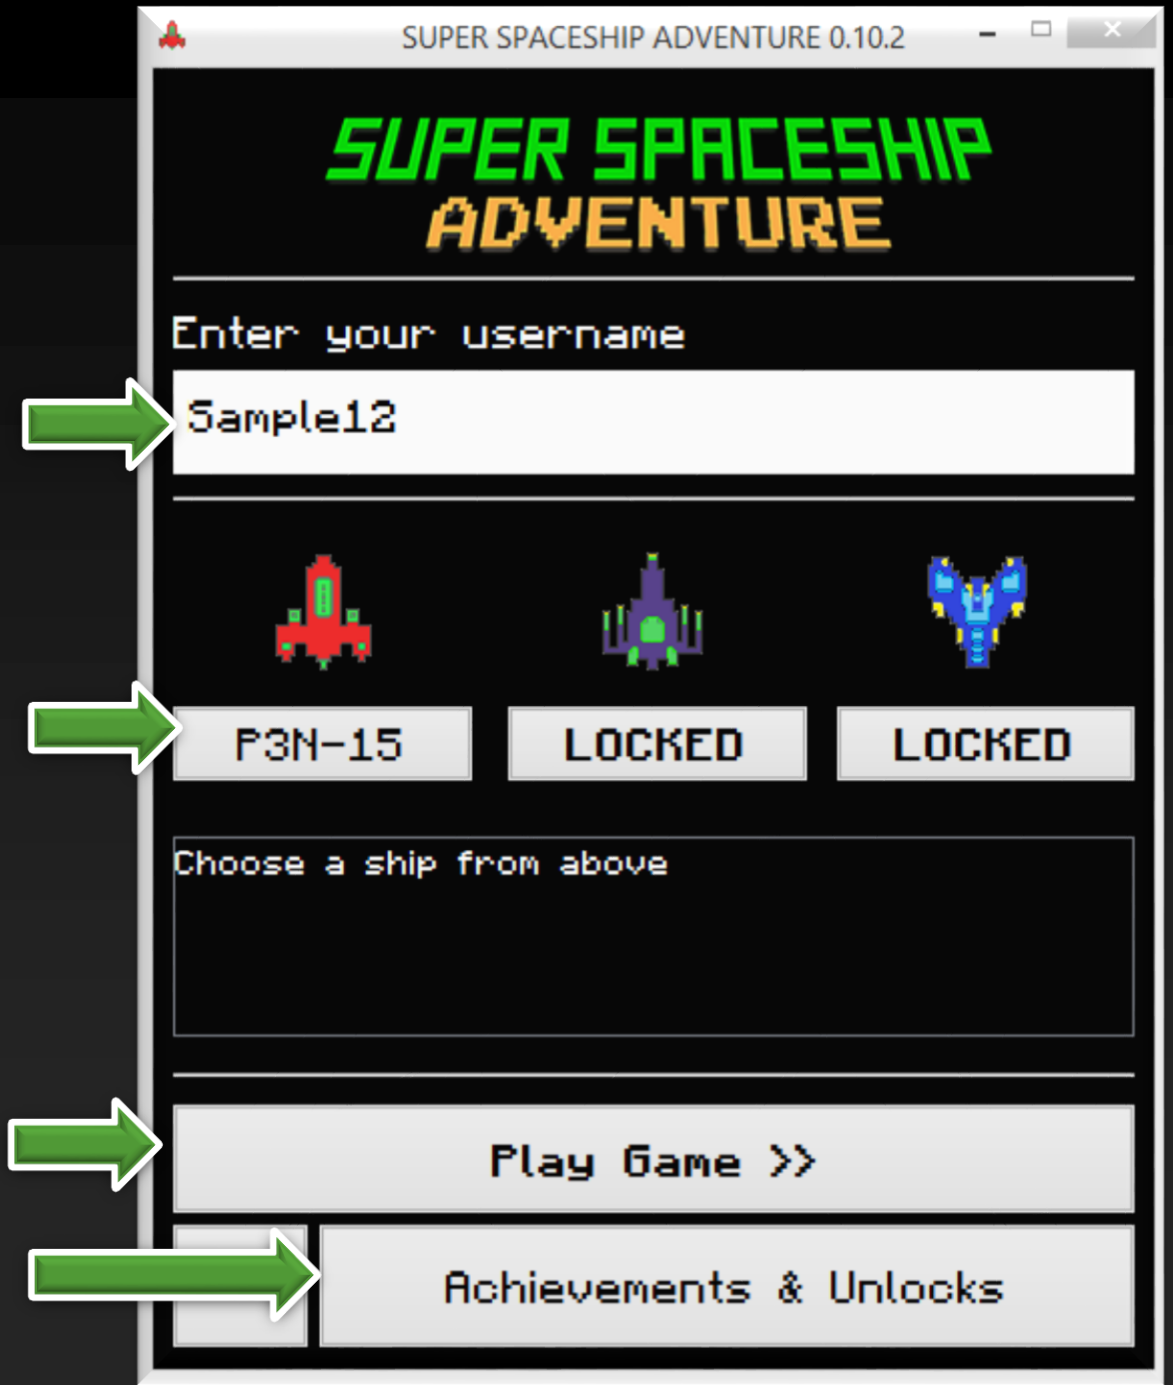 SUPER SPACESHIP ADVENTURE 0.10.2
SUPER SPACESHIP
ADVENTURE
Enter your username
Sample12
P3N-15 LOCKED LOCKED
Choose a ship from above
Play Game >>
Achievements & Unlocks